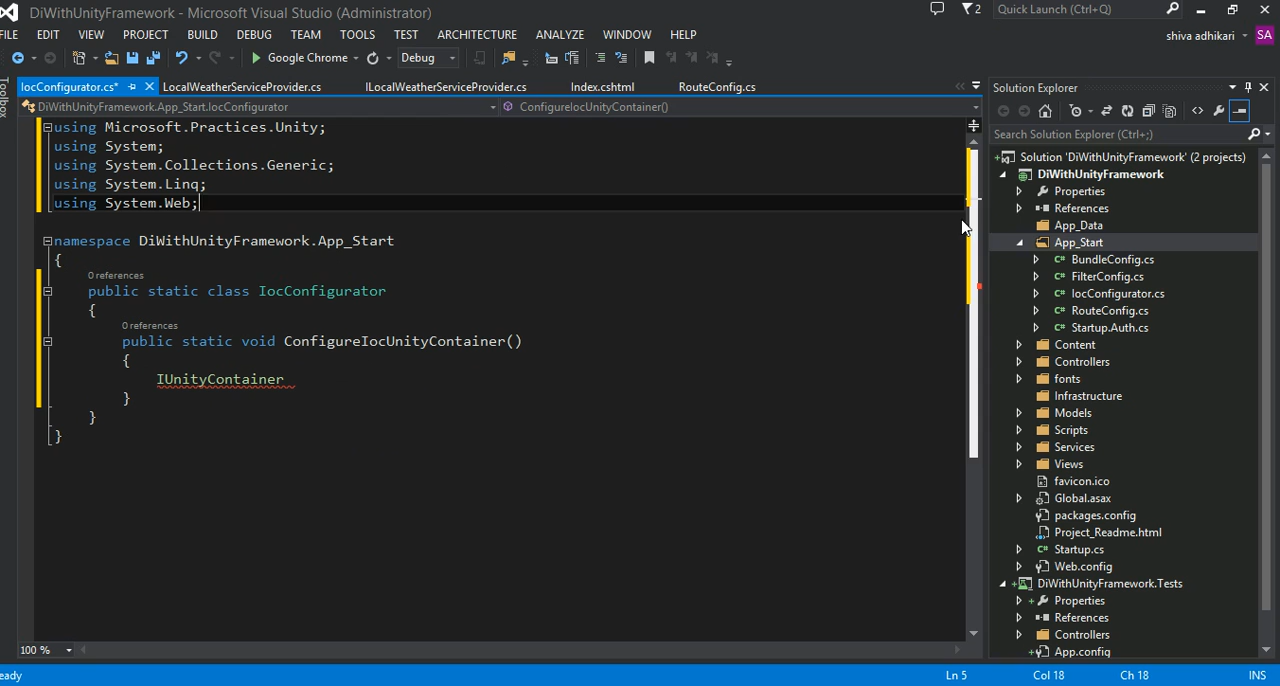 DiWithUnityFramework - Microsoft Visual Studio (Administrator)
2
Quick Launch (Ctrl+Q)
FILE EDIT VIEW PROJECT BUILD DEBUG TEAM TOOLS TEST ARCHITECTURE ANALYZE WINDOW HELP
shiva adhikari
SA
Google Chrome
Debug
Toolbox
IocConfigurator.cs*
LocalWeatherServiceProvider.cs
ILocalWeatherServiceProvider.cs
Index.cshtml
RouteConfig.cs
DiWithUnityFramework.App_Start.IocConfigurator
ConfigureIocUnityContainer()
using Microsoft.Practices.Unity;
using System;
using System.Collections.Generic;
using System.Linq;
using System.Web;
namespace DiWithUnityFramework.App_Start
{
0 references
public static class IocConfigurator
{
0 references
public static void ConfigureIocUnityContainer()
{
IUnityContainer
}
}
}
100 %
Solution Explorer
Search Solution Explorer (Ctrl+;)
Solution 'DiWithUnityFramework' (2 projects)
DiWithUnityFramework
Properties
References
App_Data
App_Start
C# BundleConfig.cs
C# FilterConfig.cs
C# IocConfigurator.cs
C# RouteConfig.cs
C# Startup.Auth.cs
Content
Controllers
fonts
Infrastructure
Models
Scripts
Services
Views
favicon.ico
Global.asax
packages.config
Project_Readme.html
C# Startup.cs
Web.config
DiWithUnityFramework.Tests
Properties
References
Controllers
App.config
eady
Ln 5
Col 18
Ch 18
INS